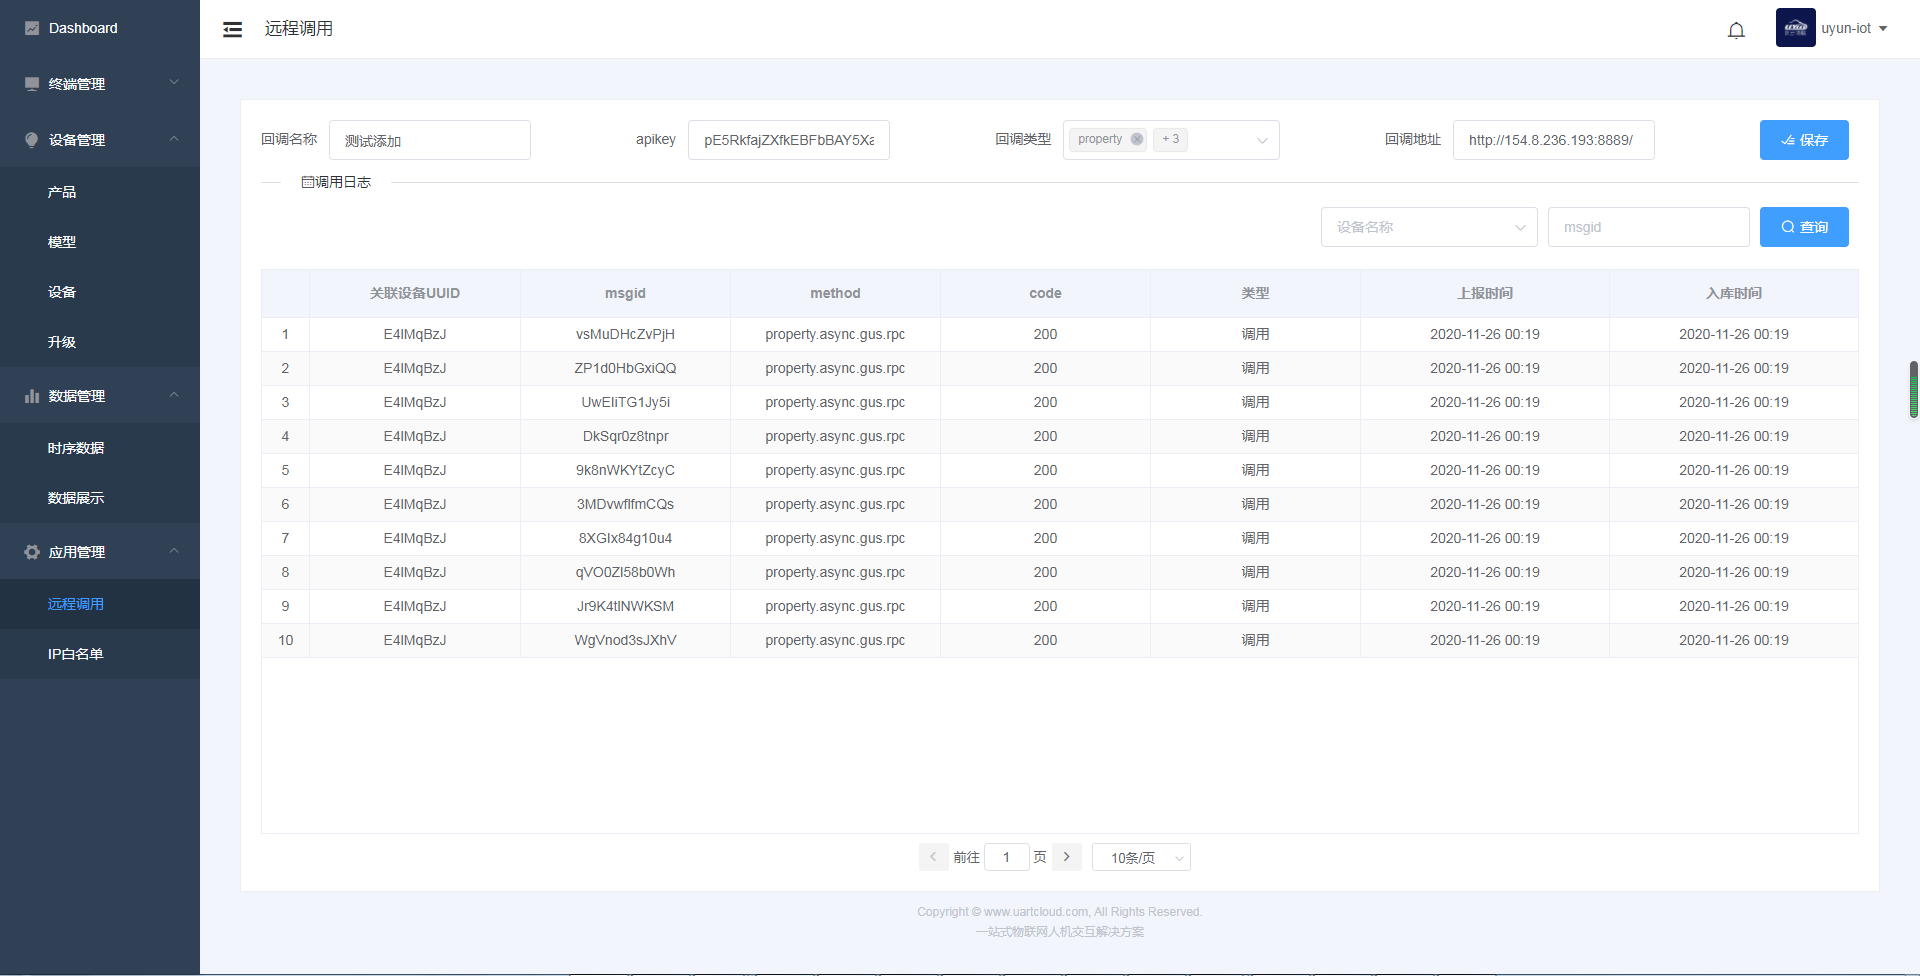 Dashboard
终端管理
设备管理
产品
模型
设备
升级
数据管理
时序数据
数据展示
应用管理
远程调用
IP白名单
远程调用
uyun-iot
回调名称 测试添加 apikey pE5RkfajZXfkEBFbBAY5Xa 回调类型 property + 3 回调地址 http://154.8.236.193:8889/ 保存
调用日志
设备名称 msgid 查询
关联设备UUID msgid method code 类型 上报时间 入库时间
1 E4IMqBzJ vsMuDHcZvPjH property.async.gus.rpc 200 调用 2020-11-26 00:19 2020-11-26 00:19
2 E4IMqBzJ ZP1d0HbGxiQQ property.async.gus.rpc 200 调用 2020-11-26 00:19 2020-11-26 00:19
3 E4IMqBzJ UwEIiTG1Jy5i property.async.gus.rpc 200 调用 2020-11-26 00:19 2020-11-26 00:19
4 E4IMqBzJ DkSqr0z8tnpr property.async.gus.rpc 200 调用 2020-11-26 00:19 2020-11-26 00:19
5 E4IMqBzJ 9k8nWKYtZcyC property.async.gus.rpc 200 调用 2020-11-26 00:19 2020-11-26 00:19
6 E4IMqBzJ 3MDvwflfmCQs property.async.gus.rpc 200 调用 2020-11-26 00:19 2020-11-26 00:19
7 E4IMqBzJ 8XGIx84g10u4 property.async.gus.rpc 200 调用 2020-11-26 00:19 2020-11-26 00:19
8 E4IMqBzJ qVO0Zl58b0Wh property.async.gus.rpc 200 调用 2020-11-26 00:19 2020-11-26 00:19
9 E4IMqBzJ Jr9K4tlNWKSM property.async.gus.rpc 200 调用 2020-11-26 00:19 2020-11-26 00:19
10 E4IMqBzJ WgVnod3sJXhV property.async.gus.rpc 200 调用 2020-11-26 00:19 2020-11-26 00:19
前往 1 页 10条/页
Copyright © www.uartcloud.com, All Rights Reserved.
一站式物联网人机交互解决方案